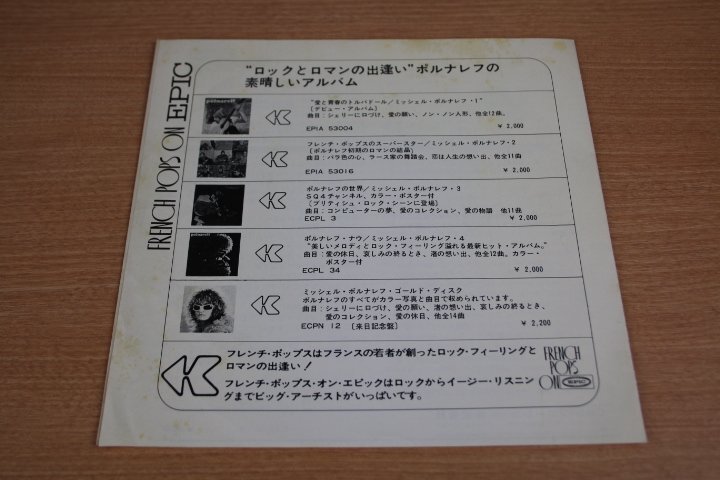 FRENCH POPS ON EPIC
“ロックとロマンの出逢い”ポルナレフの
素晴しいアルバム
polnareff
“愛と青春のトルバドール／ミッシェル・ポルナレフ・1”
〔デビュー・アルバム〕
曲目：シェリーに口づけ、愛の願い、ノン・ノン人形、他全12曲。
EPIA 53004 ￥2,000
フレンチ・ポップスのスーパースター／ミッシェル・ポルナレフ・2
〔ポルナレフ初期のロマンの結晶〕
曲目：バラ色の心、ラース家の舞踏会、恋は人生の想い出、他全11曲
EPIA 53016 ￥2,000
ポルナレフの世界／ミッシェル・ポルナレフ・3
SQ4チャンネル、カラー・ポスター付
〔ブリティシュ・ロック・シーンに登場〕
曲目：コンピューターの夢、愛のコレクション、愛の物語 他11曲
ECPL 3 ￥2,000
ポルナレフ・ナウ／ミッシェル・ポルナレフ・4
“美しいメロディとロック・フィーリング溢れる最新ヒット・アルバム。”
曲目：愛の休日、哀しみの終るとき、渚の想い出、他全12曲。カラー・
ポスター付
ECPL 34 ￥2,000
ミッシェル・ポルナレフ・ゴールド・ディスク
ポルナレフのすべてがカラー写真と曲目で収められています。
曲目：シェリーに口づけ、愛の願い、渚の想い出、哀しみの終るとき、
愛のコレクション、愛の休日、他全14曲
ECPN 12 〔来日記念盤〕 ￥2,200
フレンチ・ポップスはフランスの若者が創ったロック・フィーリングと
ロマンの出逢い！
フレンチ・ポップス・オン・エピックはロックからイージー・リスニン
グまでビッグ・アーチストがいっぱいです。
FRENCH
POPS
ON EPIC